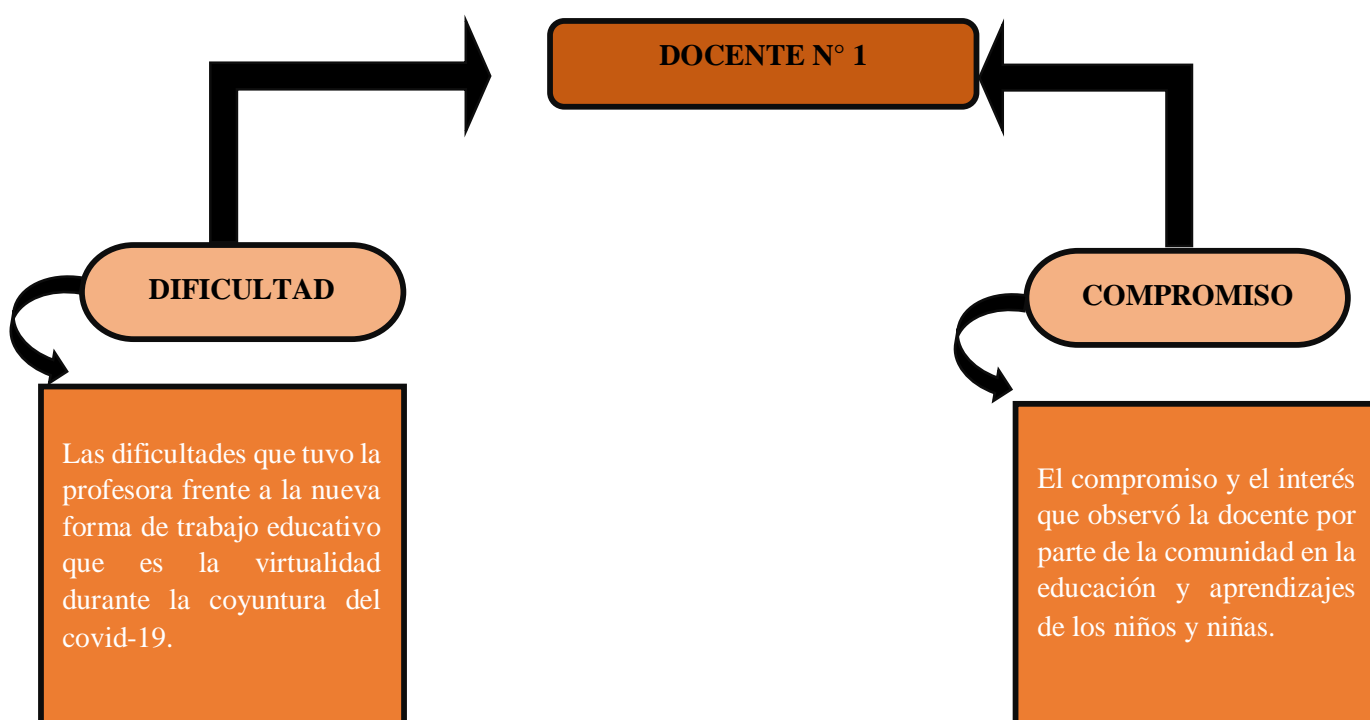 DOCENTE N° 1
DIFICULTAD
Las dificultades que tuvo la
profesora frente a la nueva
forma de trabajo educativo
que es la virtualidad
durante la coyuntura del
covid-19.
COMPROMISO
El compromiso y el interés
que observó la docente por
parte de la comunidad en la
educación y aprendizajes
de los niños y niñas.